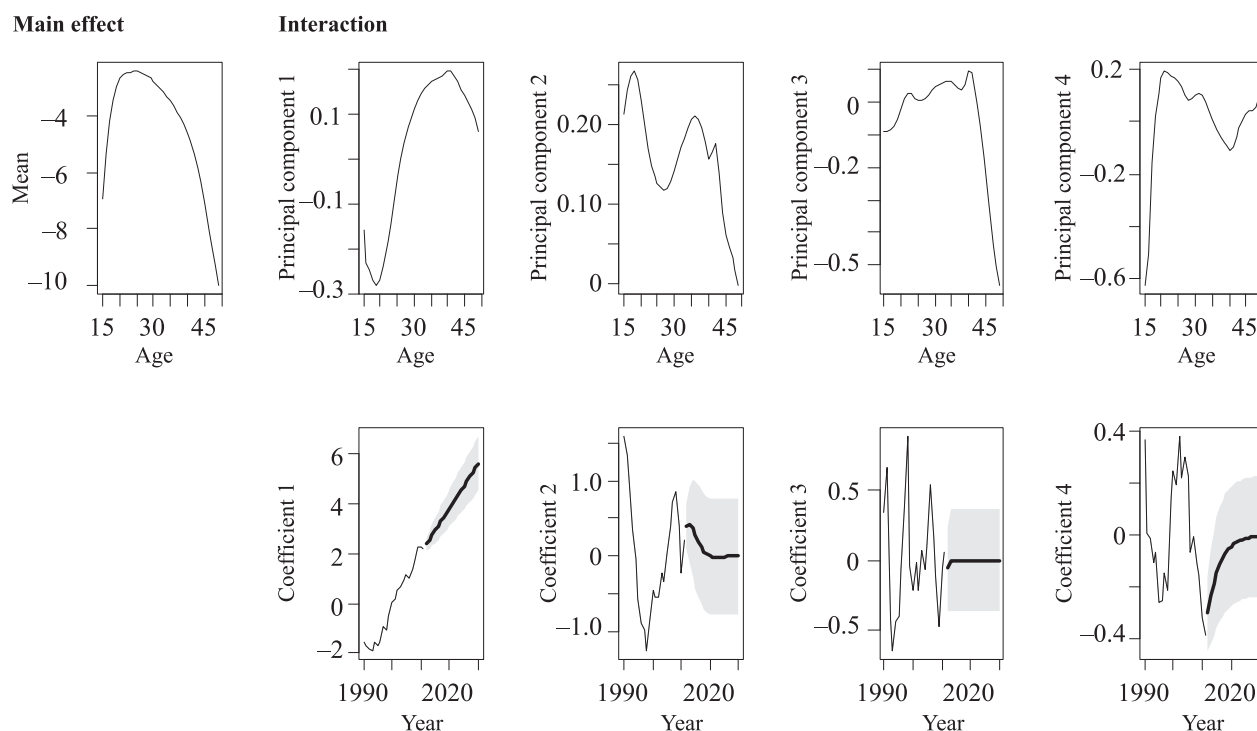 Main effect
Interaction
Mean
–4
–6
–8
–10
15 30 45
Age
Principal component 1
0.1
–0.1
–0.3
15 30 45
Age
Principal component 2
0.20
0.10
0
15 30 45
Age
Principal component 3
0
–0.2
–0.5
15 30 45
Age
Principal component 4
0.2
–0.2
–0.6
15 30 45
Age
Coefficient 1
6
4
2
0
–2
1990 2020
Year
Coefficient 2
1.0
0
–1.0
1990 2020
Year
Coefficient 3
0.5
0
–0.5
1990 2020
Year
Coefficient 4
0.4
0
–0.4
1990 2020
Year